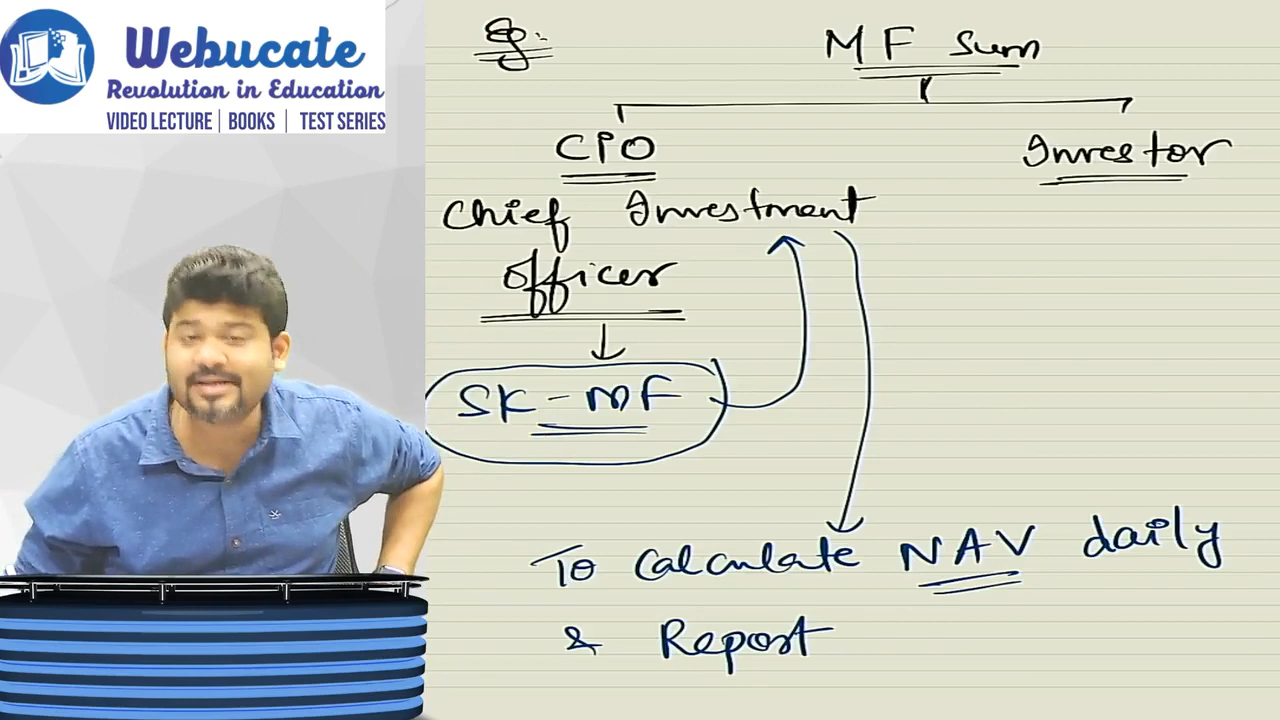 Webucate
Revolution in Education
VIDEO LECTURE | BOOKS | TEST SERIES
Eg:
MF Sum
CIO
Investor
Chief Investment
Officer
SK-MF
To Calculate NAV daily
& Report